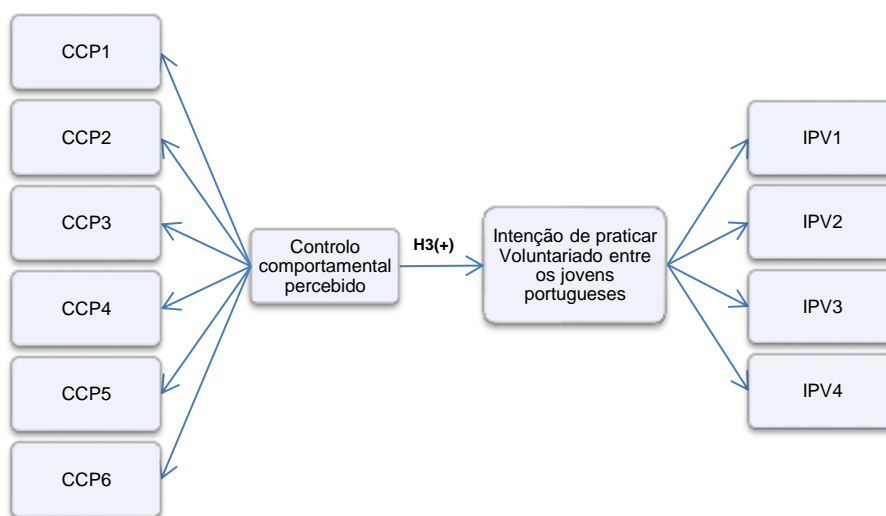 CCP1
CCP2
CCP3
CCP4
CCP5
CCP6
Controlo
comportamental
percebido
H3(+)
Intenção de praticar
Voluntariado entre
os jovens
portugueses
IPV1
IPV2
IPV3
IPV4